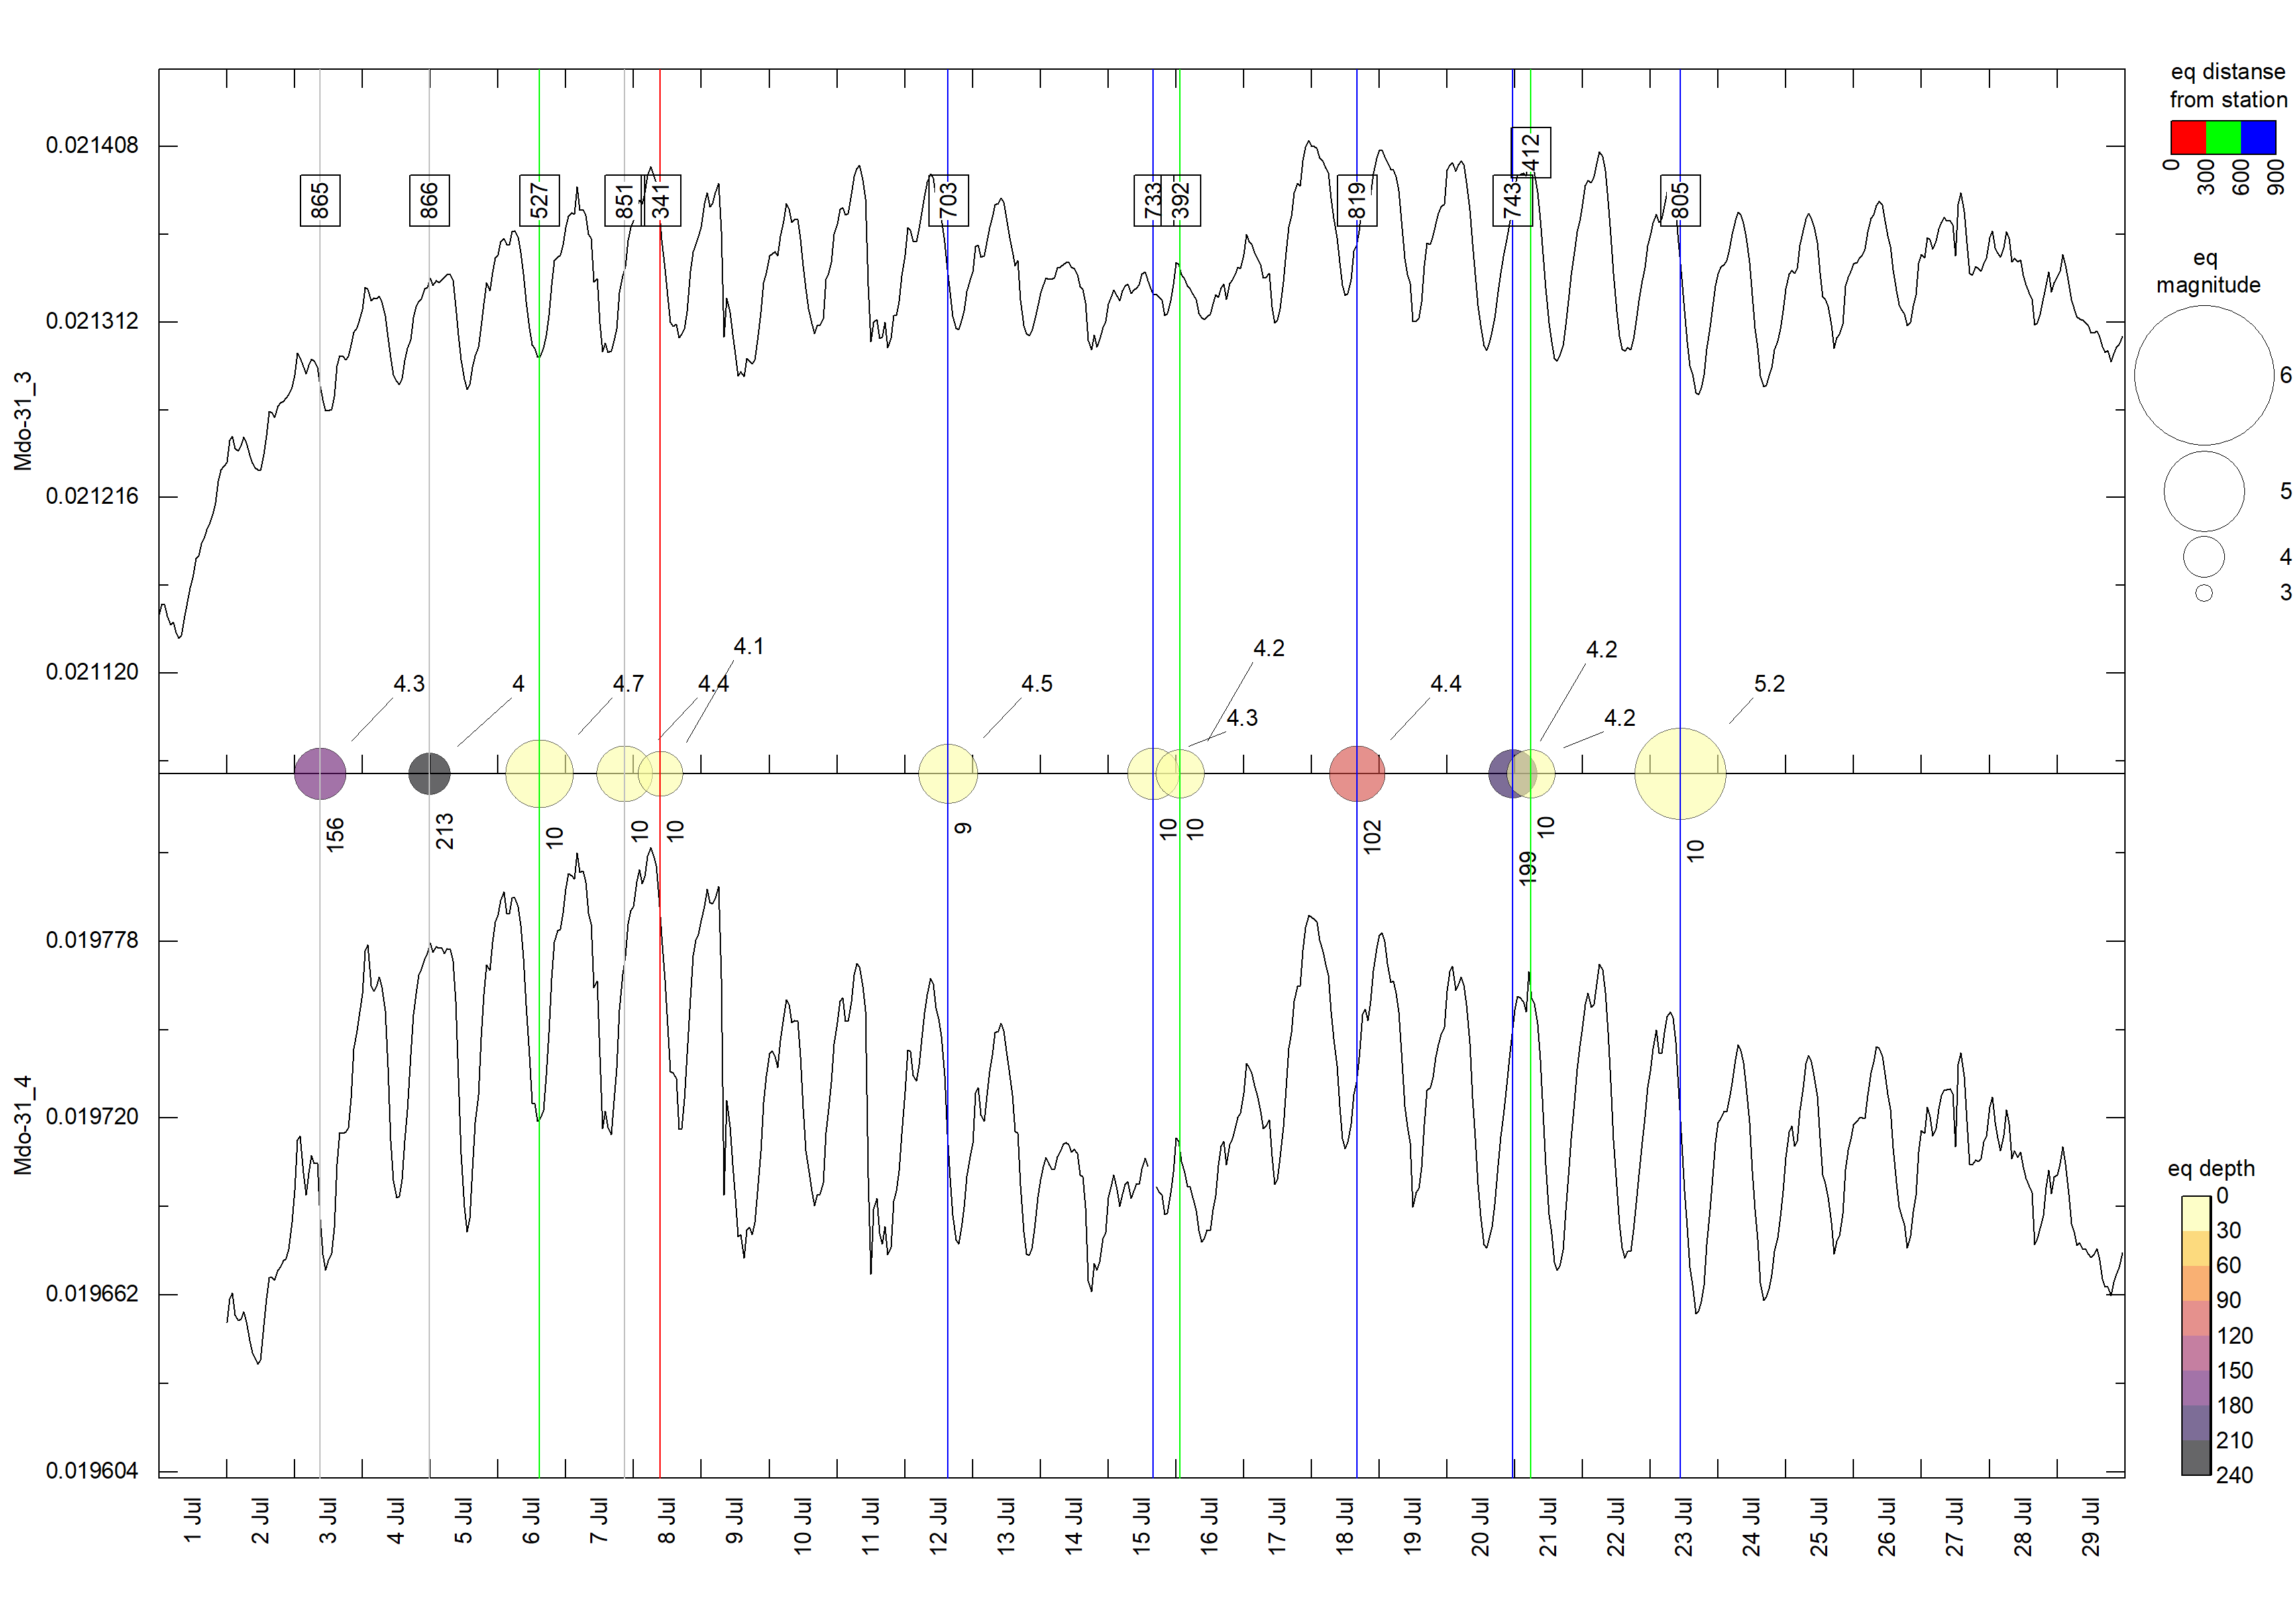 eq distanse
from station
0
300
600
900
eq
magnitude
6
5
4
3
0.021408
0.021312
0.021216
0.021120
Mdo-31_3
865
866
527
851
341
703
733
392
819
743
412
805
4.3
4
4.7
4.4
4.1
4.5
4.3
4.2
4.4
4.2
4.2
5.2
156
213
10
10
10
9
10
10
102
199
10
10
0.019778
0.019720
0.019662
0.019604
Mdo-31_4
eq depth
0
30
60
90
120
150
180
210
240
1 Jul
2 Jul
3 Jul
4 Jul
5 Jul
6 Jul
7 Jul
8 Jul
9 Jul
10 Jul
11 Jul
12 Jul
13 Jul
14 Jul
15 Jul
16 Jul
17 Jul
18 Jul
19 Jul
20 Jul
21 Jul
22 Jul
23 Jul
24 Jul
25 Jul
26 Jul
27 Jul
28 Jul
29 Jul